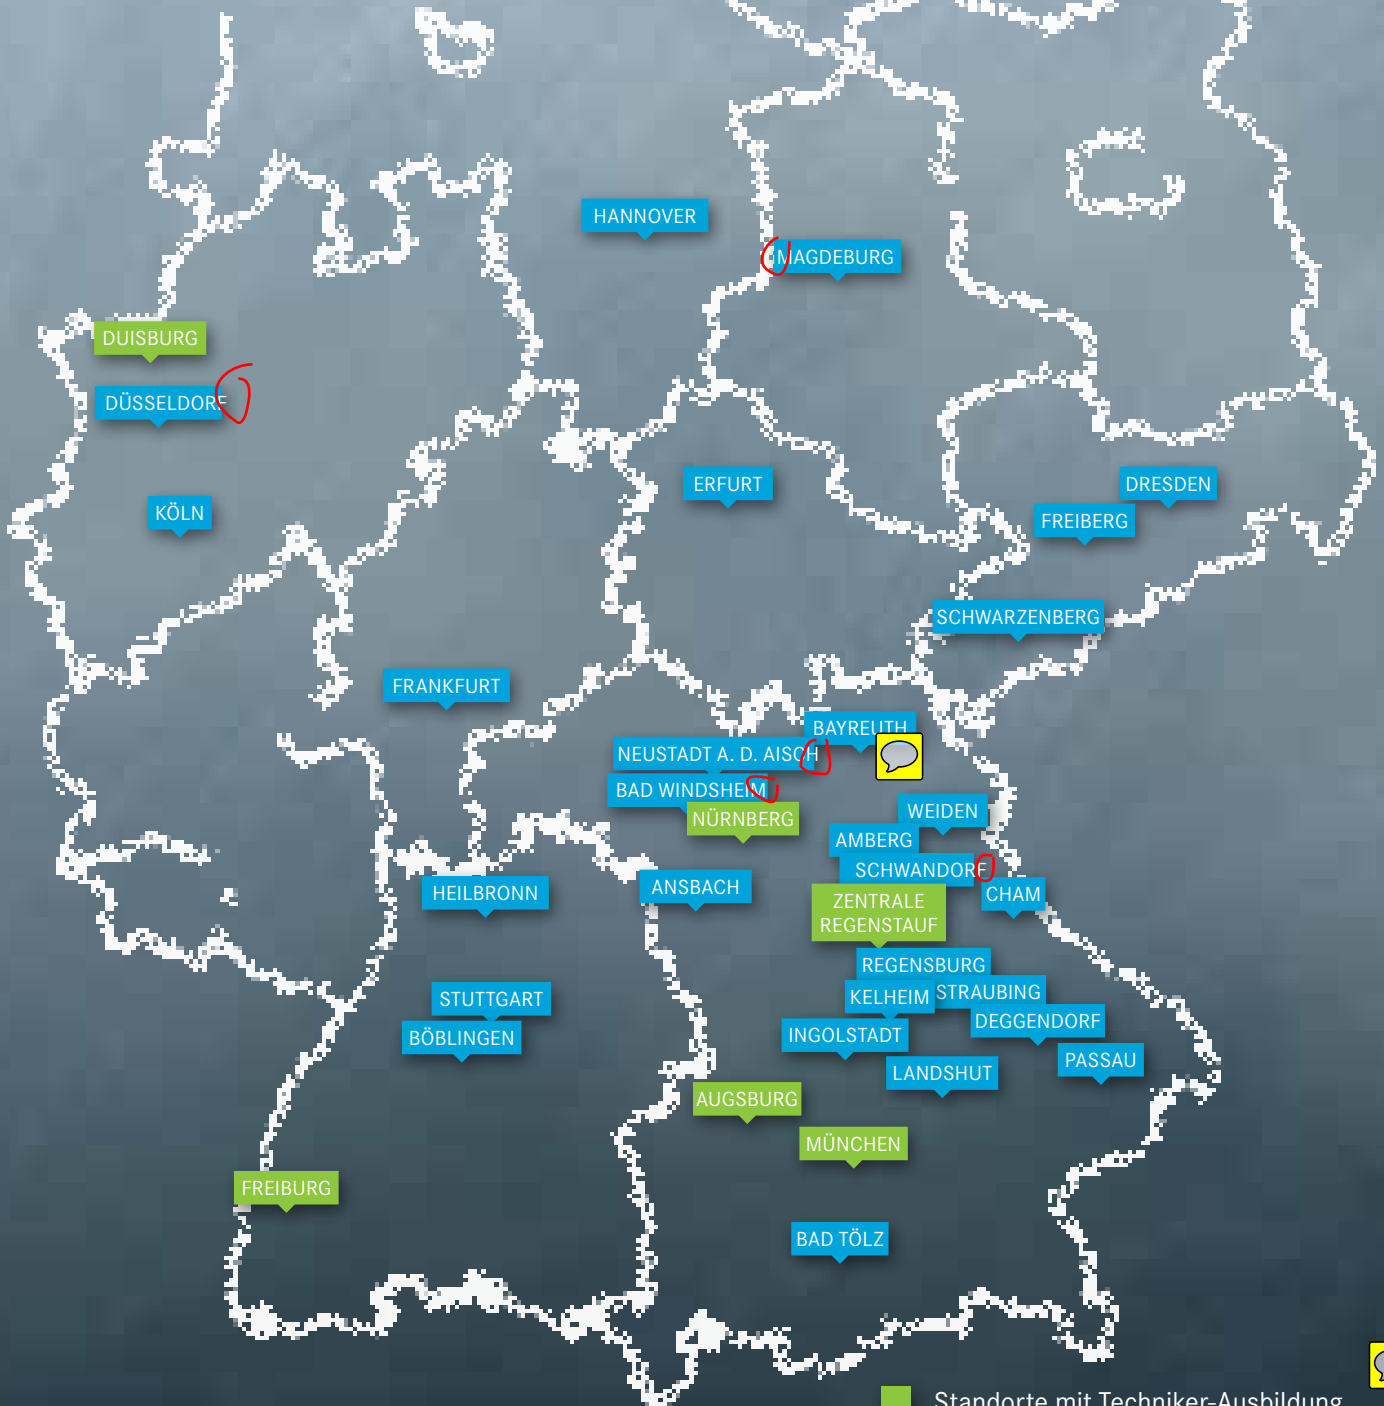 HANNOVER
MAGDEBURG
DUISBURG
DÜSSELDORF
ERFURT
DRESDEN
KÖLN
FREIBERG
SCHWARZENBERG
FRANKFURT
BAYREUTH
NEUSTADT A. D. AISCH
BAD WINDSHEIM
NÜRNBERG
WEIDEN
AMBERG
SCHWANDORF
ANSBACH
HEILBRONN
CHAM
ZENTRALE
REGENSTAUF
REGENSBURG
STRAUBING
KELHEIM
STUTTGART
DEGGENDORF
INGOLSTADT
BÖBLINGEN
PASSAU
LANDSHUT
AUGSBURG
MÜNCHEN
FREIBURG
BAD TÖLZ
Standorte mit Techniker-Ausbildung